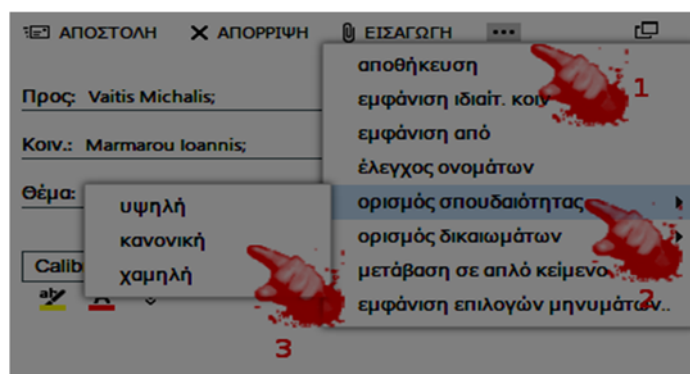 ΑΠΟΣΤΟΛΗ ΑΠΟΡΡΙΨΗ ΕΙΣΑΓΩΓΗ ...
Προς: Vaitis Michalis;
Κοιν.: Marmarou Ioannis;
Θέμα:
αποθήκευση
1
εμφάνιση ιδιαίτ. κοιν
εμφάνιση από
έλεγχος ονομάτων
ορισμός σπουδαιότητας
ορισμός δικαιωμάτων
μετάβαση σε απλό κείμενο
2
εμφάνιση επιλογών μηνυμάτων..
υψηλή
κανονική
χαμηλή
3
Calib
ab
A